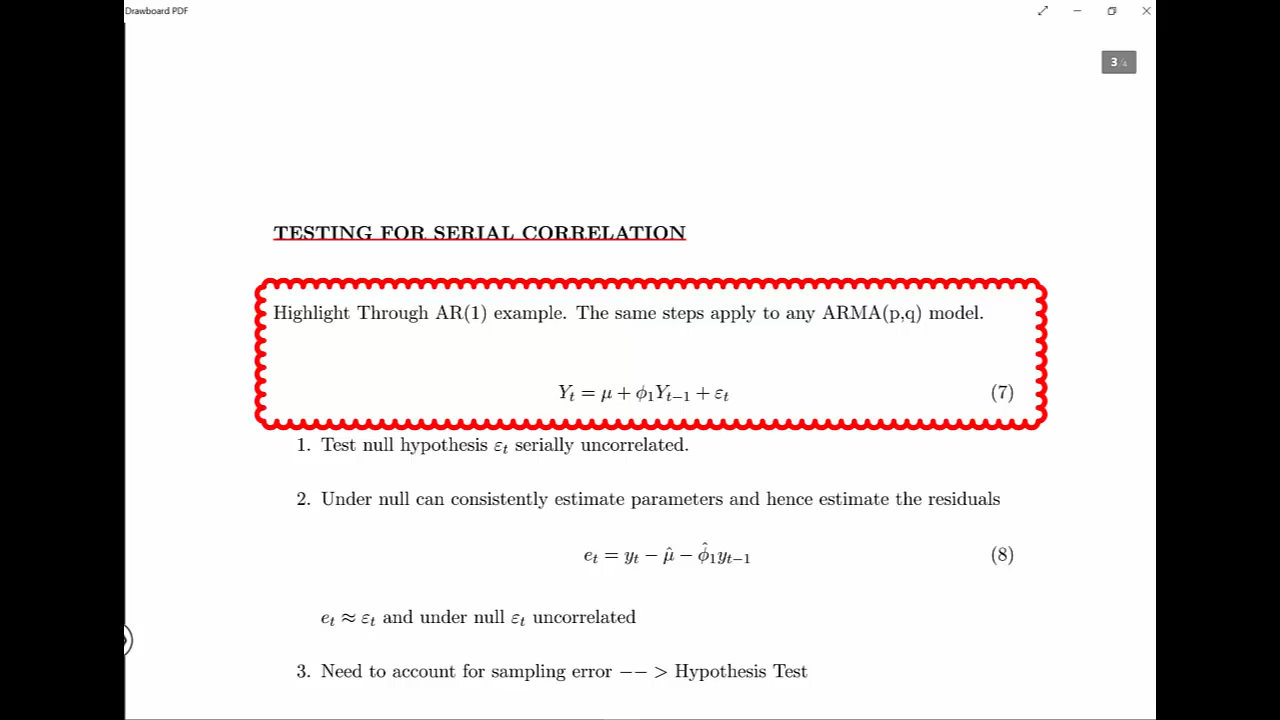 Drawboard PDF
3 / 4
TESTING FOR SERIAL CORRELATION
Highlight Through AR(1) example. The same steps apply to any ARMA(p,q) model.
Yₜ = μ + ϕ₁Yₜ₋₁ + εₜ (7)
1. Test null hypothesis εₜ serially uncorrelated.
2. Under null can consistently estimate parameters and hence estimate the residuals
eₜ = yₜ − μ̂ − ϕ̂₁yₜ₋₁ (8)
eₜ ≈ εₜ and under null εₜ uncorrelated
3. Need to account for sampling error −− > Hypothesis Test